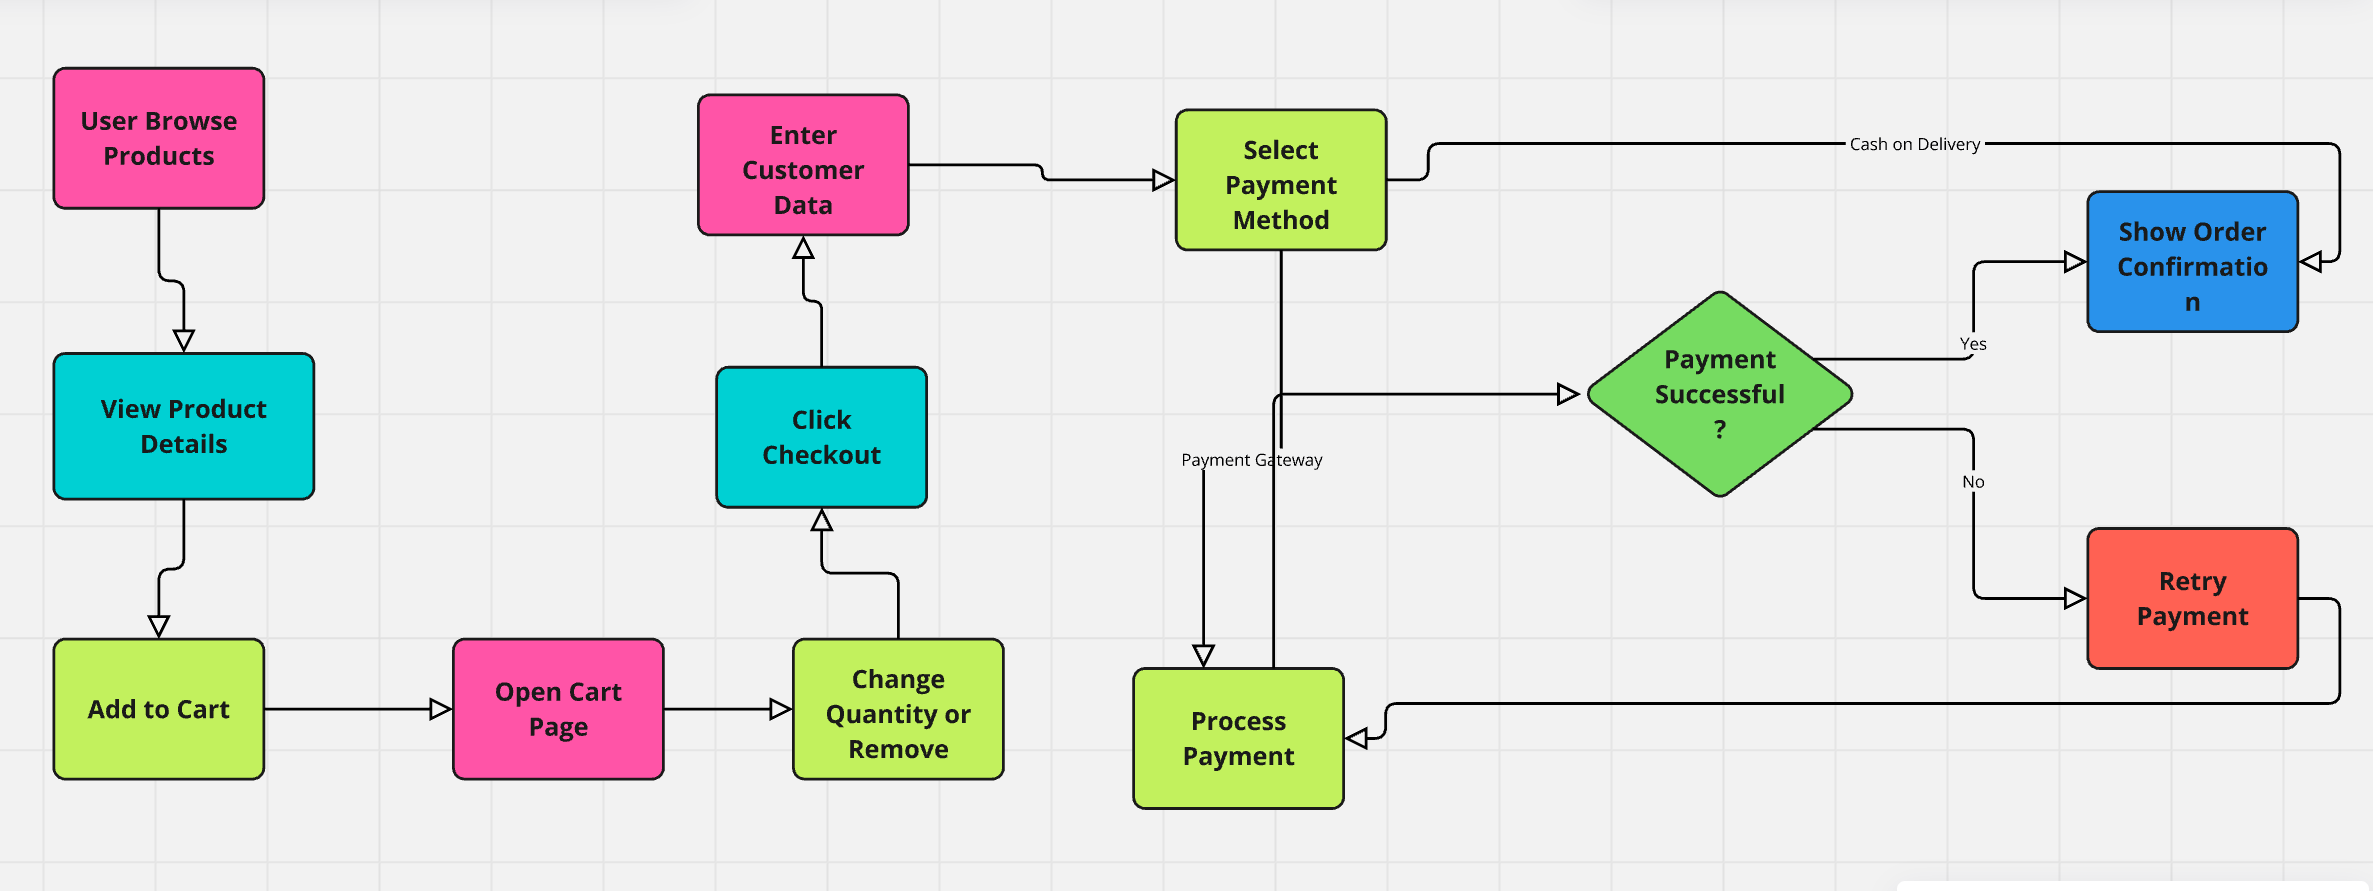 User Browse
Products
View Product
Details
Add to Cart
Open Cart
Page
Change
Quantity or
Remove
Click
Checkout
Enter
Customer
Data
Select
Payment
Method
Cash on Delivery
Payment Gateway
Process
Payment
Payment
Successful
?
Yes
Show Order
Confirmatio
n
No
Retry
Payment